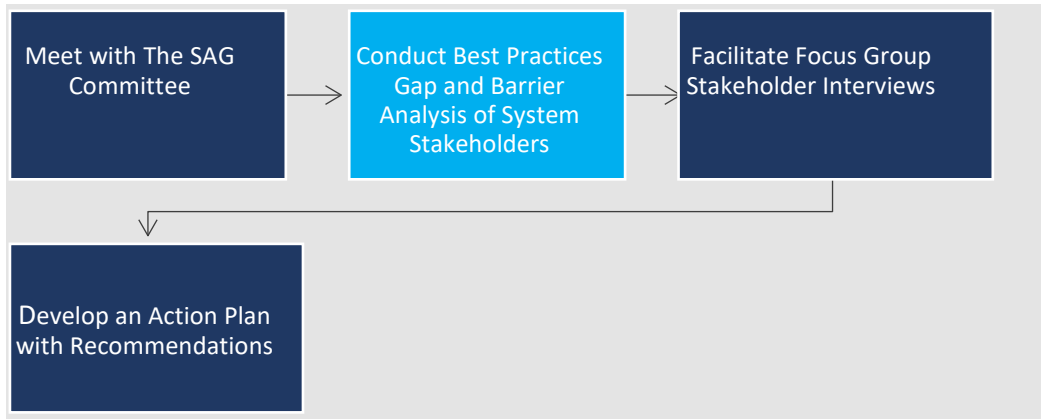 Meet with The SAG
Committee
Conduct Best Practices
Gap and Barrier
Analysis of System
Stakeholders
Facilitate Focus Group
Stakeholder Interviews
Develop an Action Plan
with Recommendations